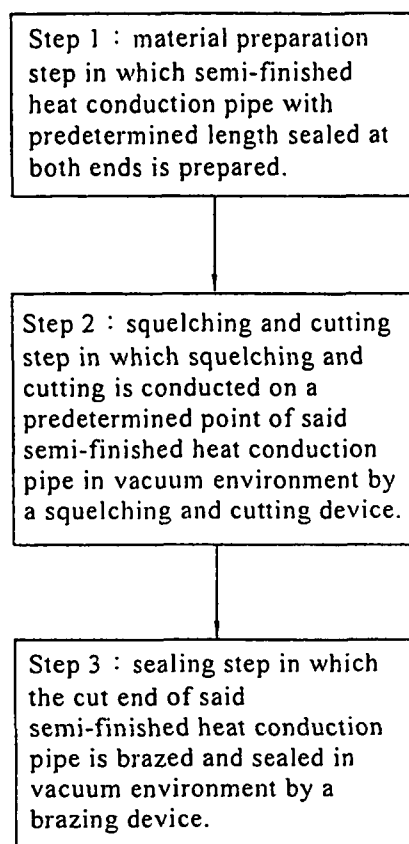 Step 1 : material preparation
step in which semi-finished
heat conduction pipe with
predetermined length sealed at
both ends is prepared.
Step 2 : squelching and cutting
step in which squelching and
cutting is conducted on a
predetermined point of said
semi-finished heat conduction
pipe in vacuum environment by
a squelching and cutting device.
Step 3 : sealing step in which
the cut end of said
semi-finished heat conduction
pipe is brazed and sealed in
vacuum environment by a
brazing device.